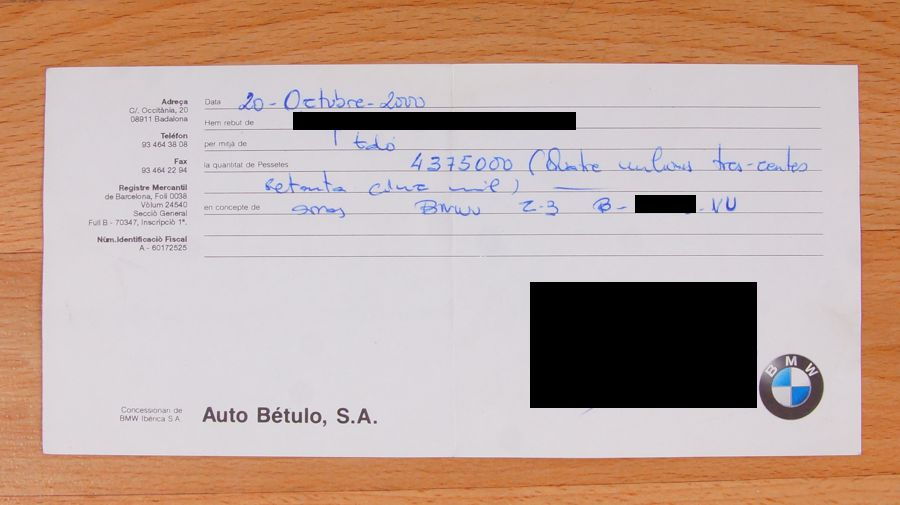 Adreça
C/. Occitània, 20
08911 Badalona
Telèfon
93 464 38 08
Fax
93 464 22 94
Registre Mercantil
de Barcelona, Foli 0038
Vòlum 24540
Secció General
Full B - 70347, Inscripció 1ª.
Núm.Identificació Fiscal
A - 60172525
Data 20-Octubre-2000
Hem rebut de
per mitjà de
la quantitat de Pessetes 4375000 (Quatre milions tres-centes
setanta cinc mil)
en concepte de BMW Z-3 B- -VU
Concessionari de
BMW Ibérica S.A.
Auto Bétulo, S.A.
BMW